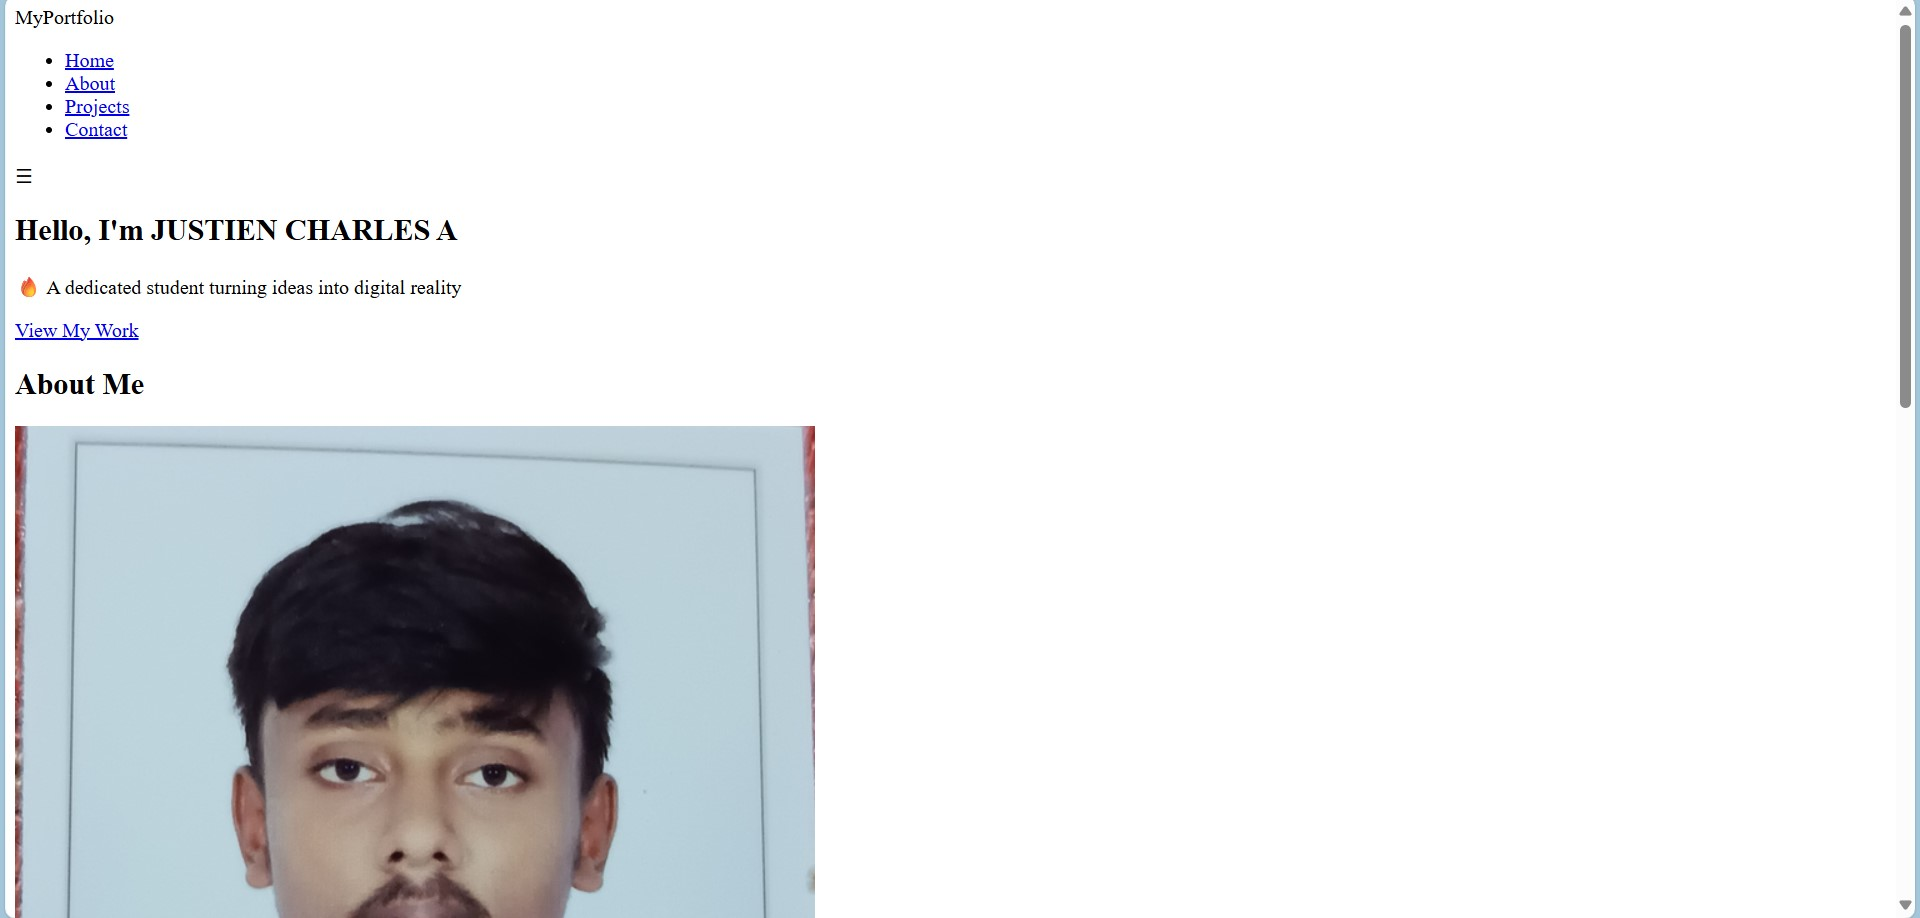 MyPortfolio
Home
About
Projects
Contact
☰
Hello, I'm JUSTIEN CHARLES A
🔥 A dedicated student turning ideas into digital reality
View My Work
About Me